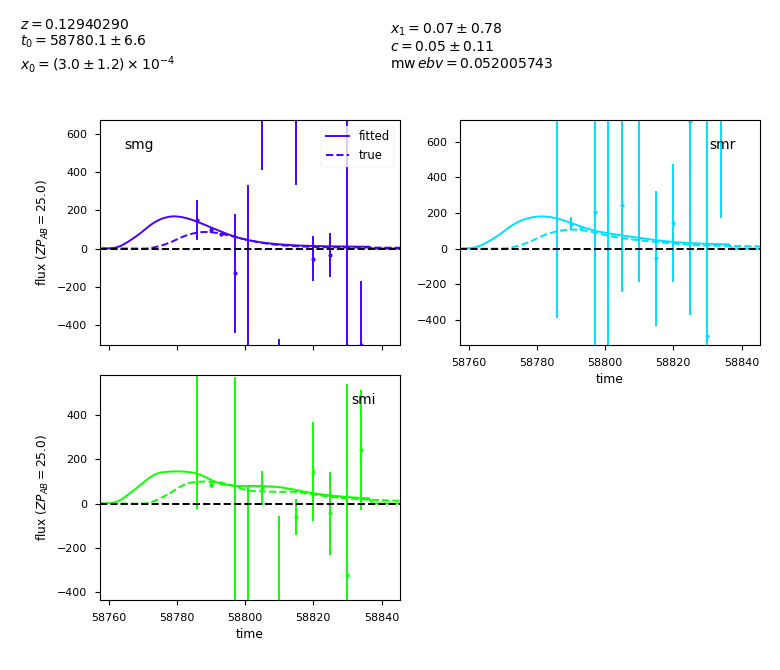 z = 0.12940290
t₀ = 58780.1 ± 6.6
x₀ = (3.0 ± 1.2) × 10⁻⁴
x₁ = 0.07 ± 0.78
c = 0.05 ± 0.11
mw ebv = 0.052005743
smg
fitted
true
600
400
200
0
−200
−400
flux (ZP_AB = 25.0)
smr
600
400
200
0
−200
−400
58760 58780 58800 58820 58840
time
smi
400
200
0
−200
−400
flux (ZP_AB = 25.0)
58760 58780 58800 58820 58840
time